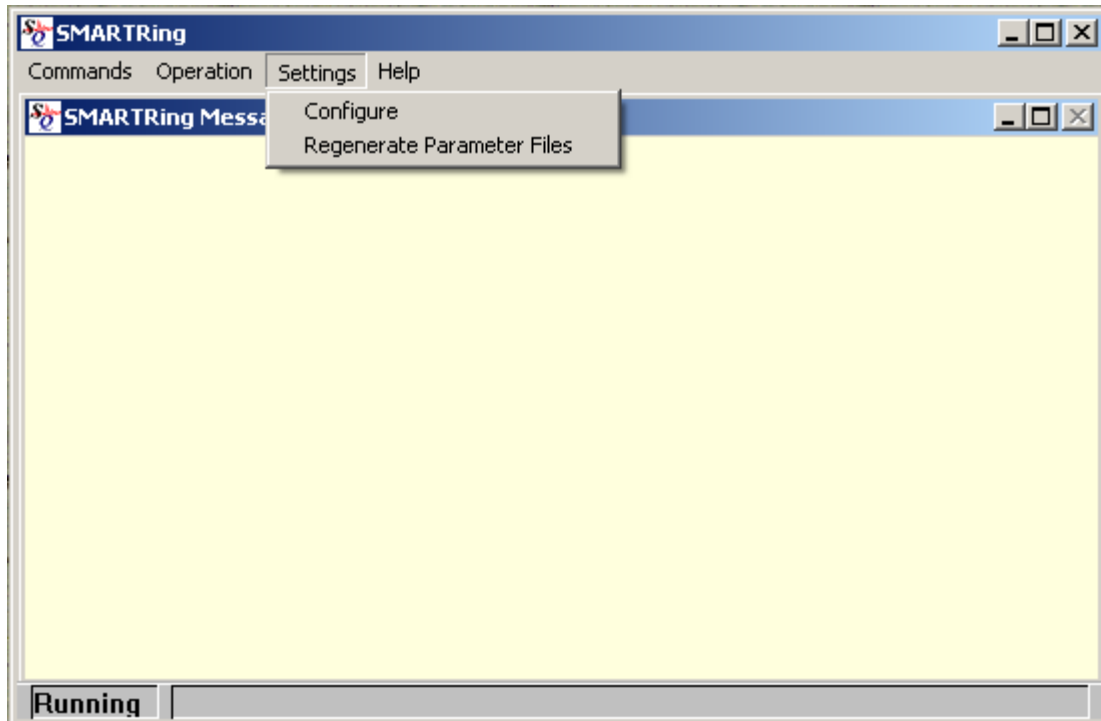 SMARTRing
Commands Operation Settings Help
SMARTRing Messa
Configure
Regenerate Parameter Files
Running